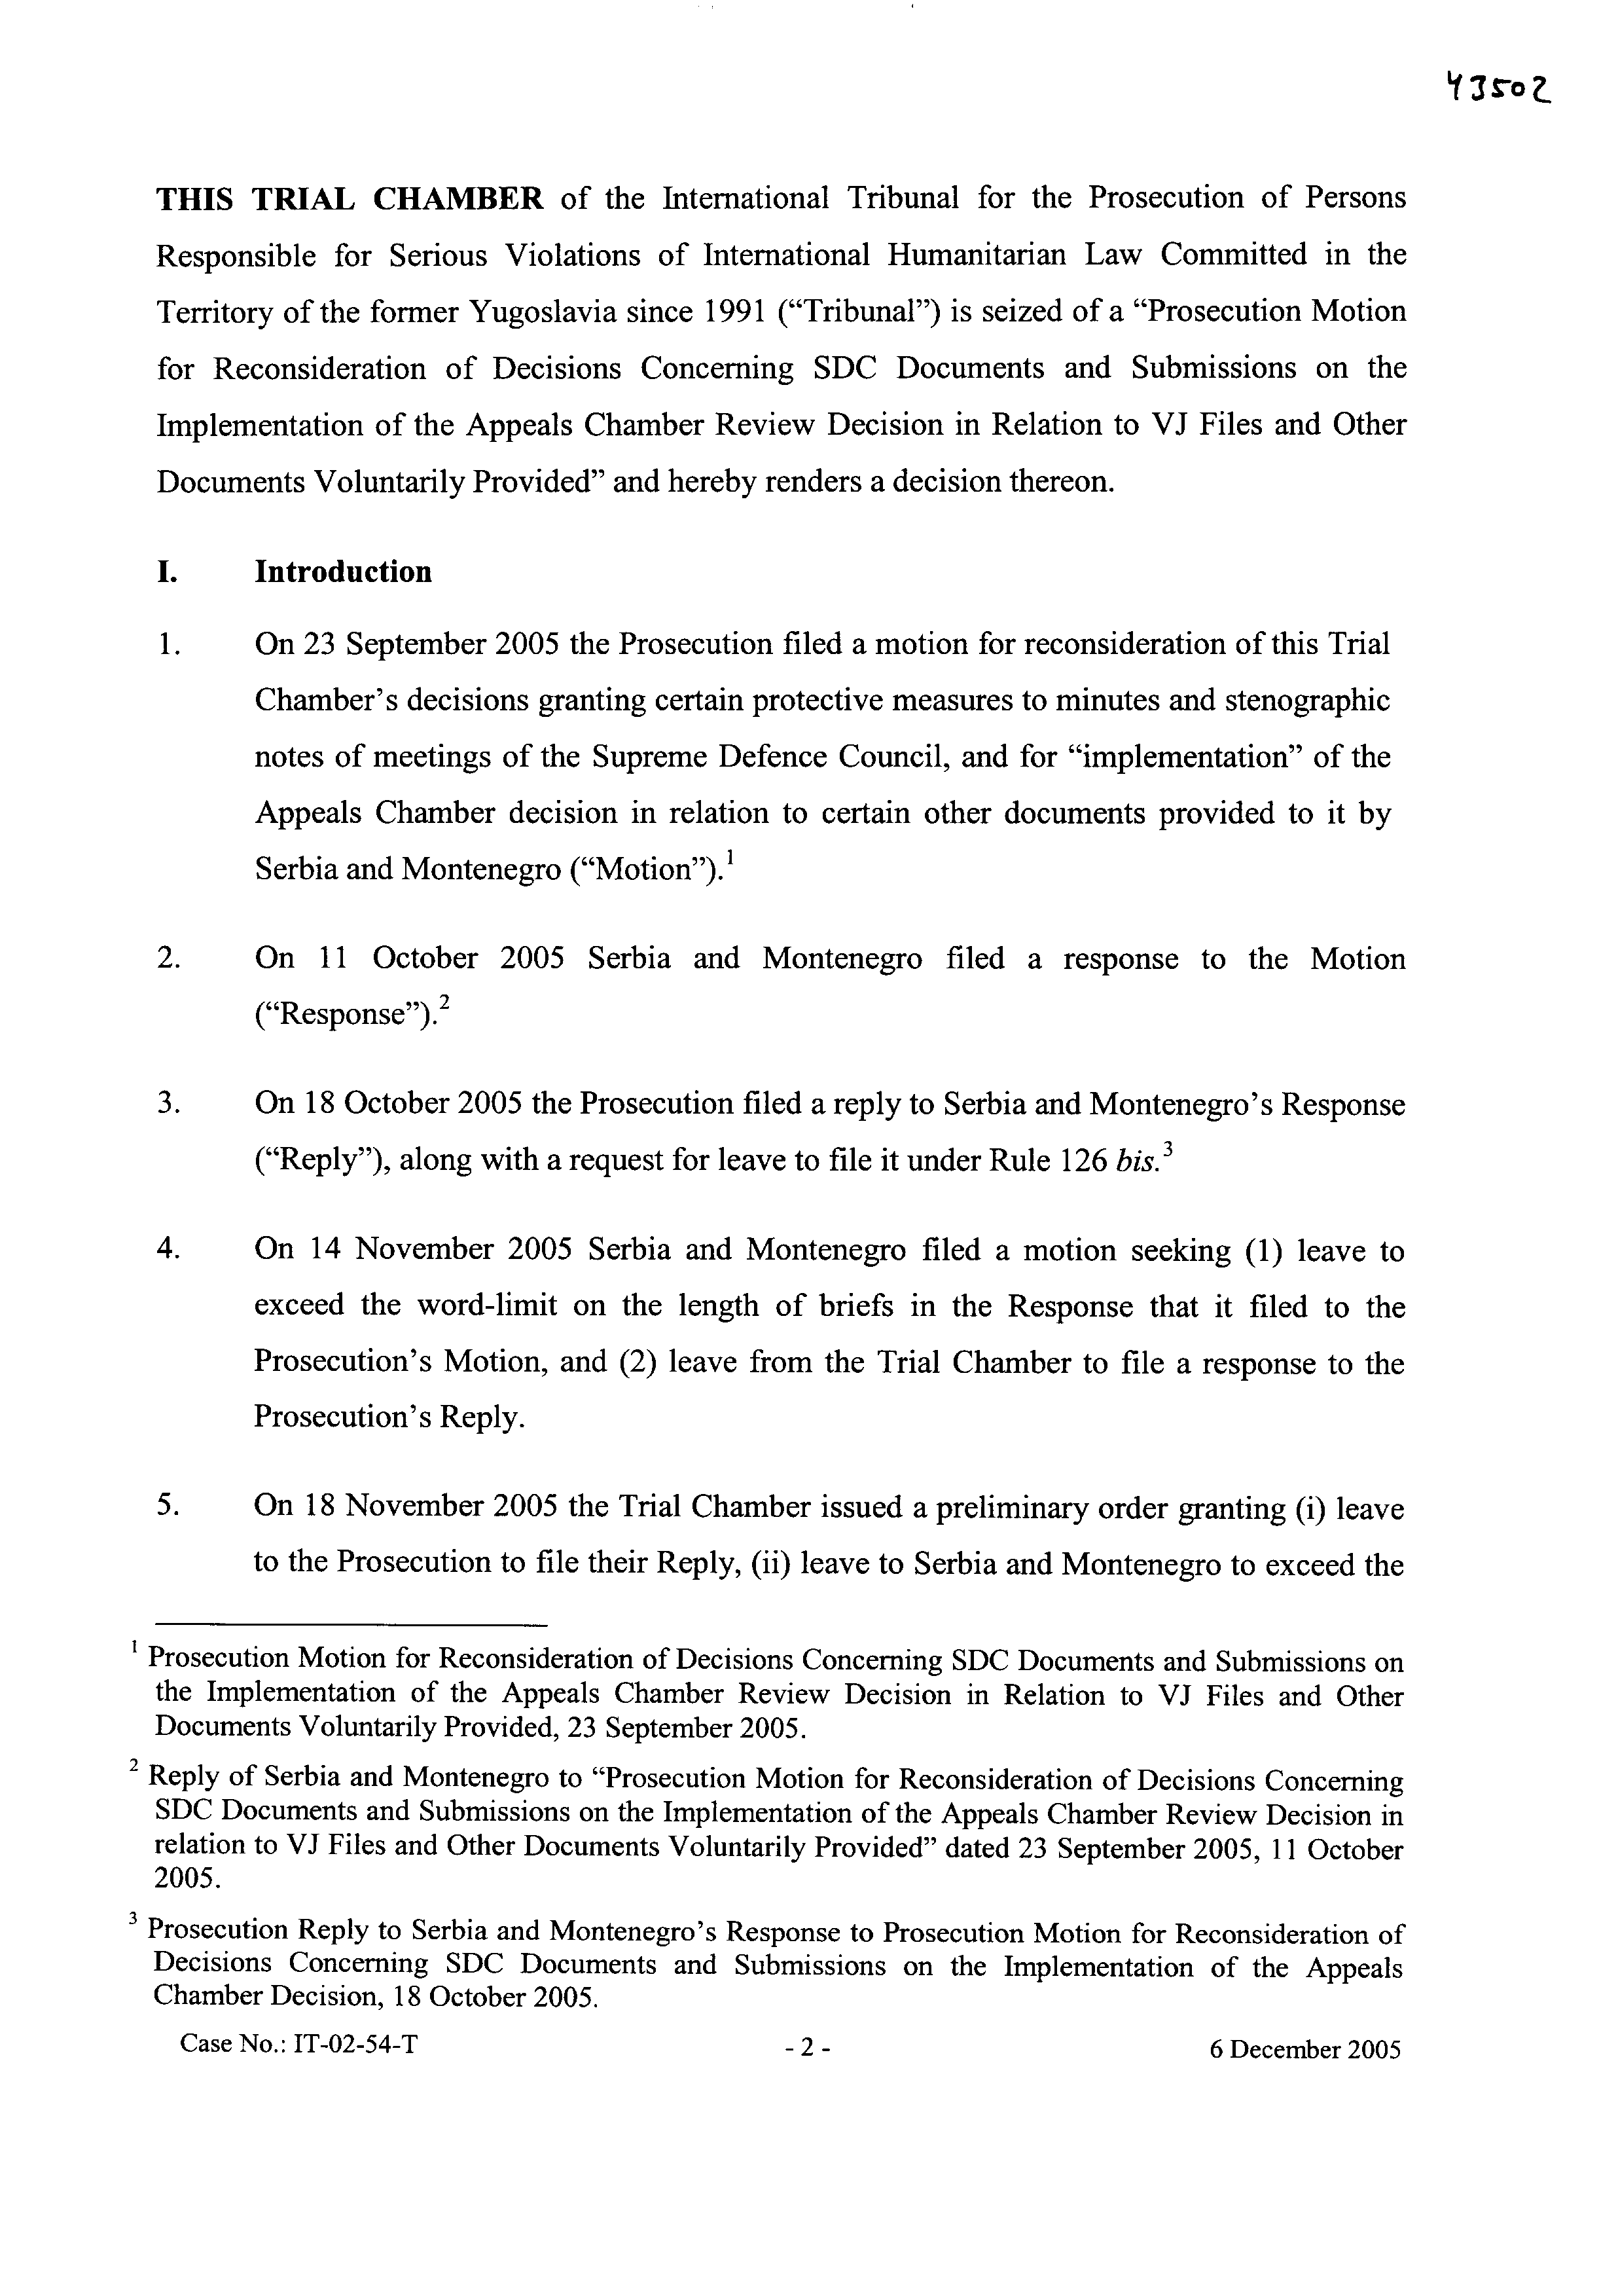 43502
THIS TRIAL CHAMBER of the International Tribunal for the Prosecution of Persons
Responsible for Serious Violations of International Humanitarian Law Committed in the
Territory of the former Yugoslavia since 1991 (“Tribunal”) is seized of a “Prosecution Motion
for Reconsideration of Decisions Concerning SDC Documents and Submissions on the
Implementation of the Appeals Chamber Review Decision in Relation to VJ Files and Other
Documents Voluntarily Provided” and hereby renders a decision thereon.
I. Introduction
1. On 23 September 2005 the Prosecution filed a motion for reconsideration of this Trial
Chamber’s decisions granting certain protective measures to minutes and stenographic
notes of meetings of the Supreme Defence Council, and for “implementation” of the
Appeals Chamber decision in relation to certain other documents provided to it by
Serbia and Montenegro (“Motion”).1
2. On 11 October 2005 Serbia and Montenegro filed a response to the Motion
(“Response”).2
3. On 18 October 2005 the Prosecution filed a reply to Serbia and Montenegro’s Response
(“Reply”), along with a request for leave to file it under Rule 126 bis.3
4. On 14 November 2005 Serbia and Montenegro filed a motion seeking (1) leave to
exceed the word-limit on the length of briefs in the Response that it filed to the
Prosecution’s Motion, and (2) leave from the Trial Chamber to file a response to the
Prosecution’s Reply.
5. On 18 November 2005 the Trial Chamber issued a preliminary order granting (i) leave
to the Prosecution to file their Reply, (ii) leave to Serbia and Montenegro to exceed the
1 Prosecution Motion for Reconsideration of Decisions Concerning SDC Documents and Submissions on
the Implementation of the Appeals Chamber Review Decision in Relation to VJ Files and Other
Documents Voluntarily Provided, 23 September 2005.
2 Reply of Serbia and Montenegro to “Prosecution Motion for Reconsideration of Decisions Concerning
SDC Documents and Submissions on the Implementation of the Appeals Chamber Review Decision in
relation to VJ Files and Other Documents Voluntarily Provided” dated 23 September 2005, 11 October
2005.
3 Prosecution Reply to Serbia and Montenegro’s Response to Prosecution Motion for Reconsideration of
Decisions Concerning SDC Documents and Submissions on the Implementation of the Appeals
Chamber Decision, 18 October 2005.
Case No.: IT-02-54-T - 2 - 6 December 2005